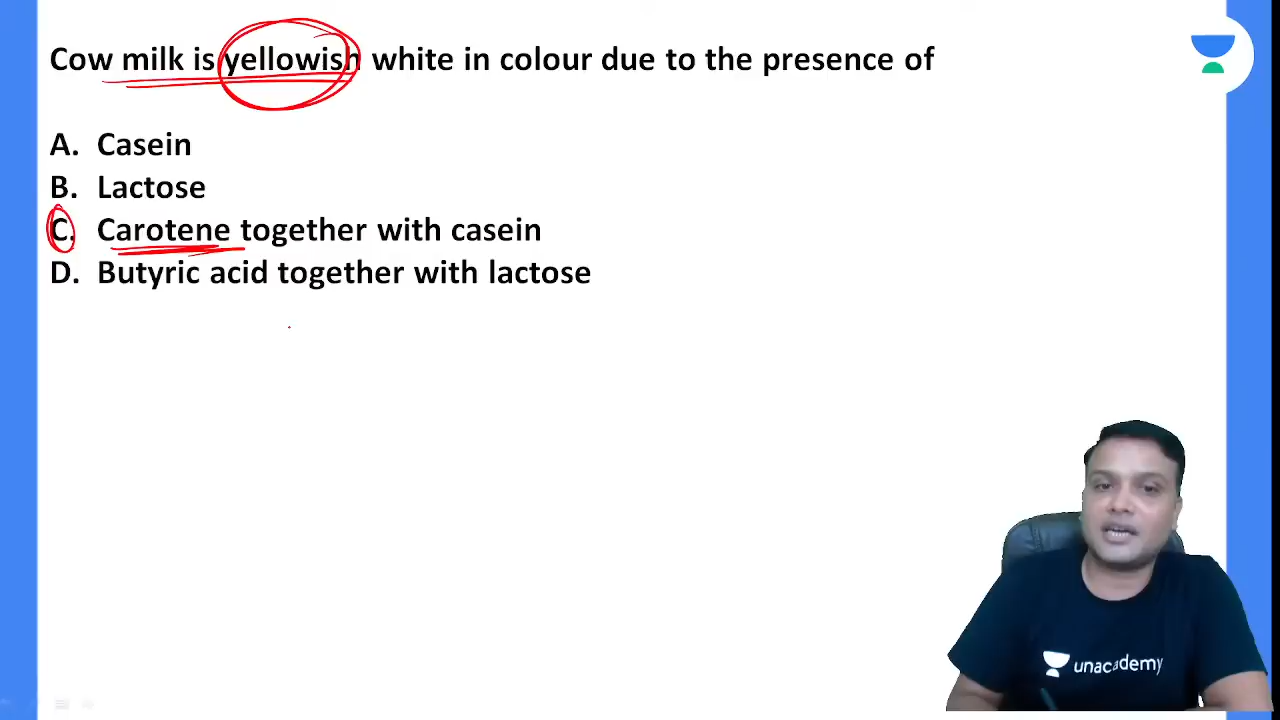 Cow milk is yellowish white in colour due to the presence of
A. Casein
B. Lactose
C. Carotene together with casein
D. Butyric acid together with lactose
unacademy